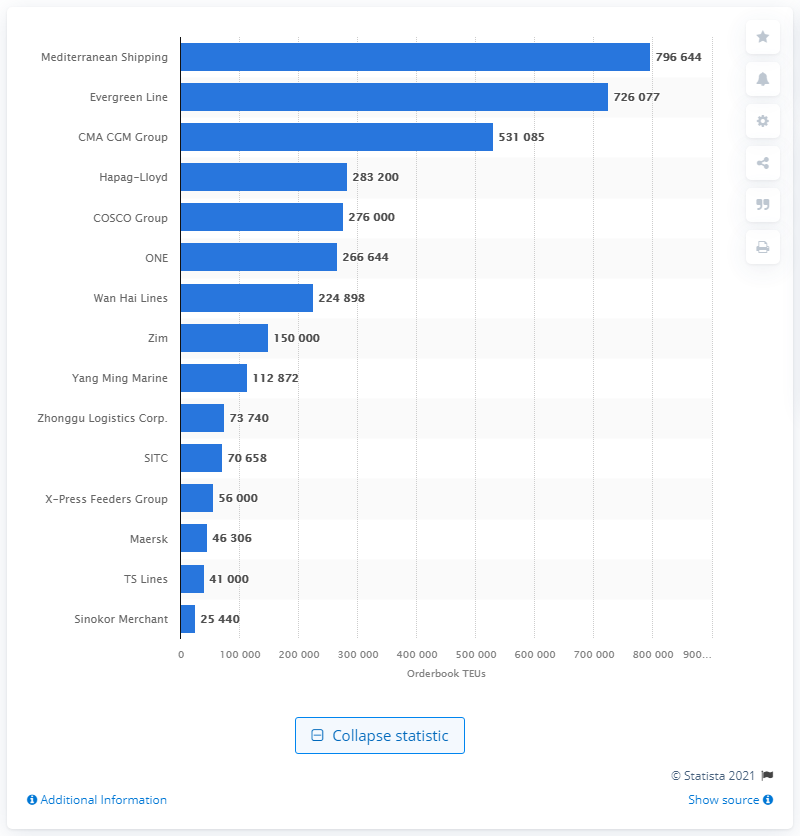 Mediterranean Shipping 796 644
Evergreen Line 726 077
CMA CGM Group 531 085
Hapag-Lloyd 283 200
COSCO Group 276 000
ONE 266 644
Wan Hai Lines 224 898
Zim 150 000
Yang Ming Marine 112 872
Zhonggu Logistics Corp. 73 740
SITC 70 658
X-Press Feeders Group 56 000
Maersk 46 306
TS Lines 41 000
Sinokor Merchant 25 440
0 100 000 200 000 300 000 400 000 500 000 600 000 700 000 800 000 900...
Orderbook TEUs
Collapse statistic
© Statista 2021
Additional Information Show source